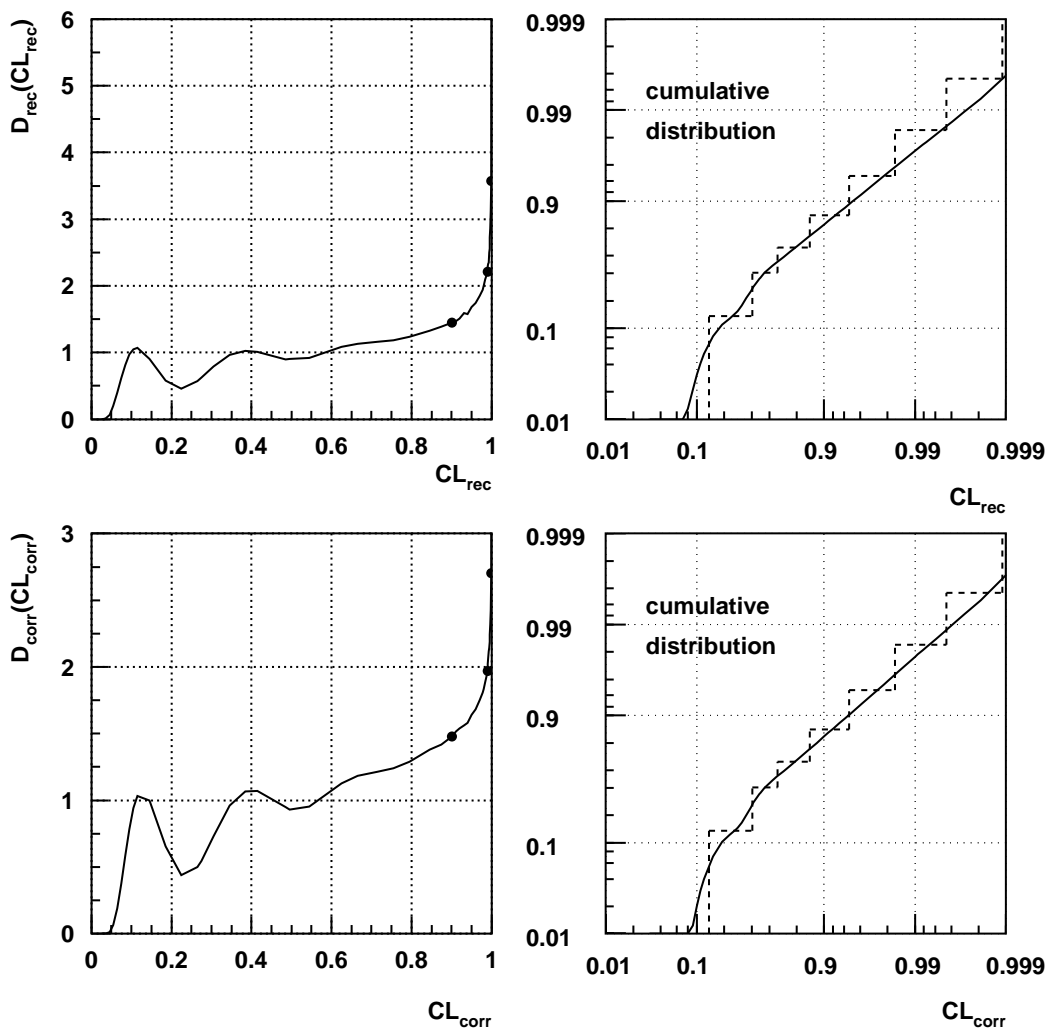 D_rec(CL_rec)
6
5
4
3
2
1
0
0 0.2 0.4 0.6 0.8 1
CL_rec
cumulative
distribution
0.999
0.99
0.9
0.1
0.01
0.01 0.1 0.9 0.99 0.999
CL_rec
D_corr(CL_corr)
3
2
1
0
0 0.2 0.4 0.6 0.8 1
CL_corr
cumulative
distribution
0.999
0.99
0.9
0.1
0.01
0.01 0.1 0.9 0.99 0.999
CL_corr